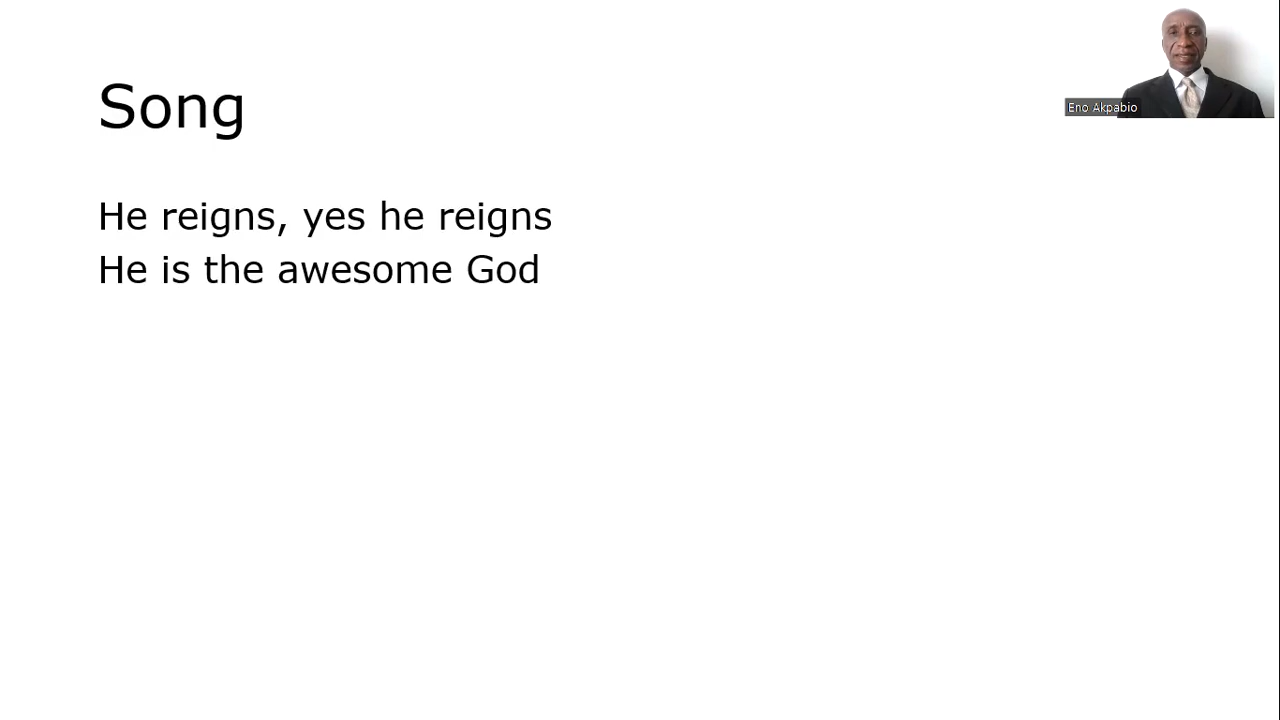 Song
Eno Akpabio
He reigns, yes he reigns
He is the awesome God